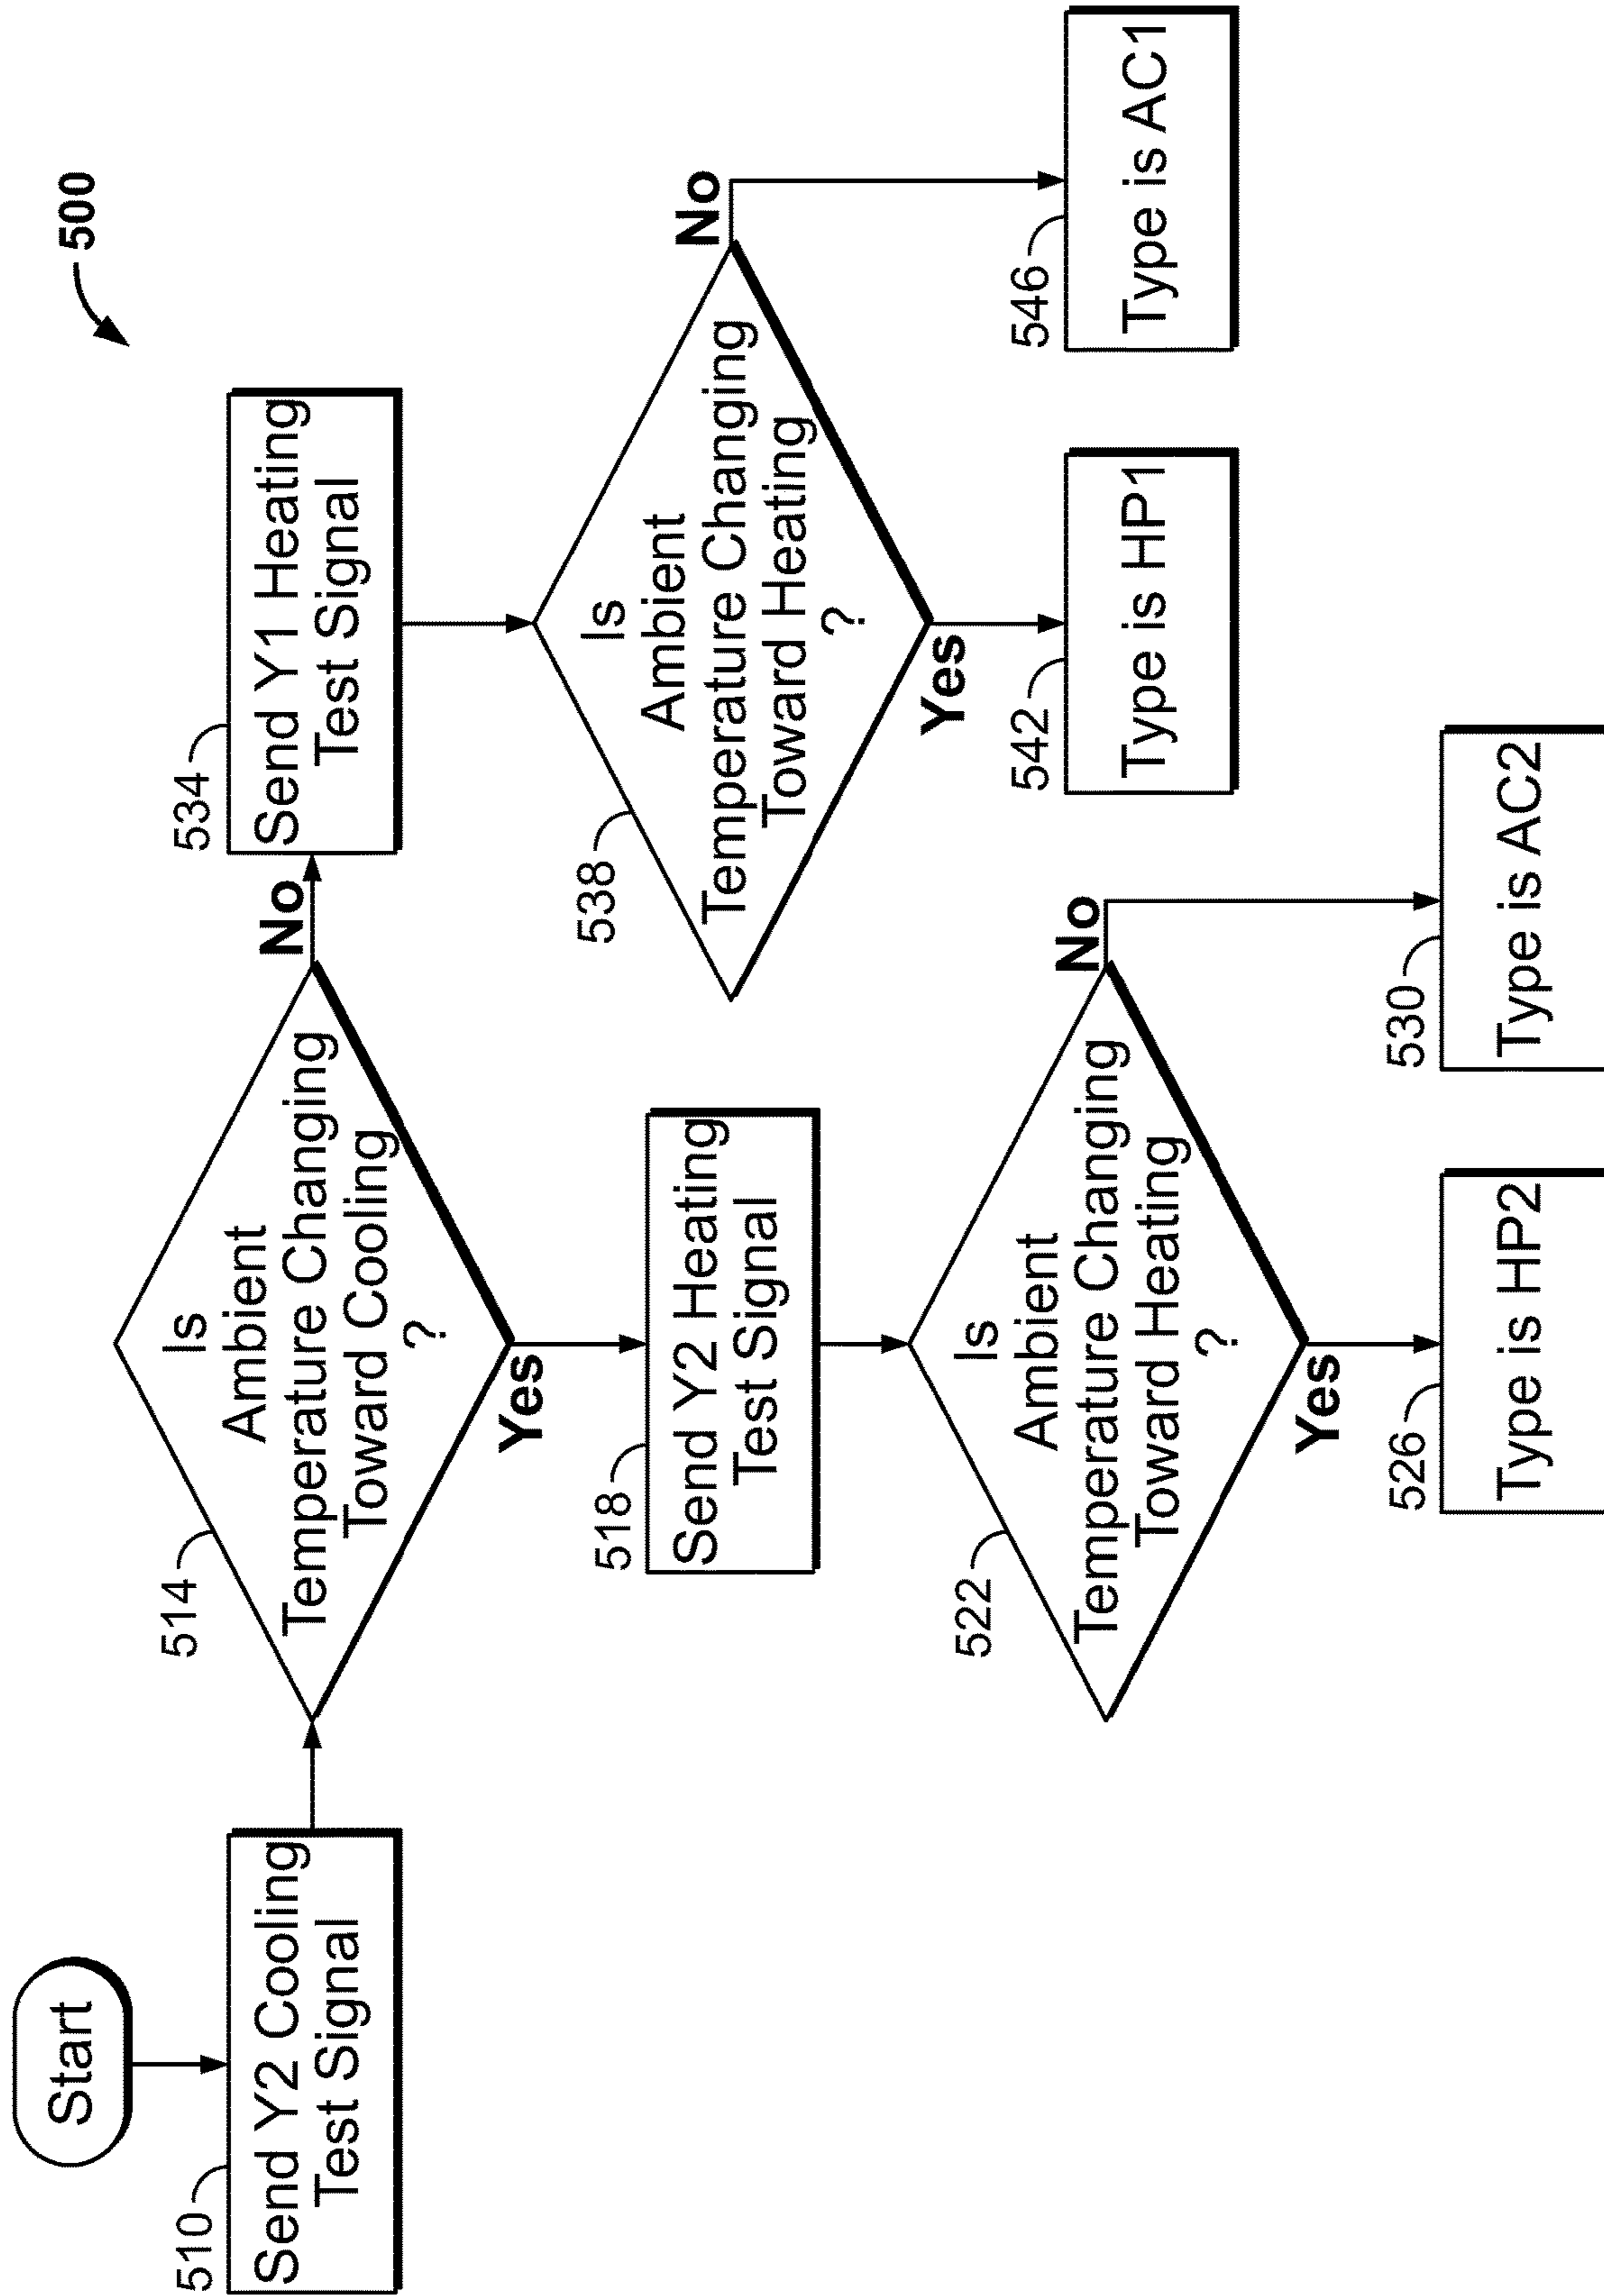 500
Start
510
Send Y2 Cooling
Test Signal
514
Is
Ambient
Temperature Changing
Toward Cooling
?
No
Yes
534
Send Y1 Heating
Test Signal
518
Send Y2 Heating
Test Signal
538
Is
Ambient
Temperature Changing
Toward Heating
?
No
Yes
522
Is
Ambient
Temperature Changing
Toward Heating
?
No
Yes
542
Type is HP1
546
Type is AC1
526
Type is HP2
530
Type is AC2